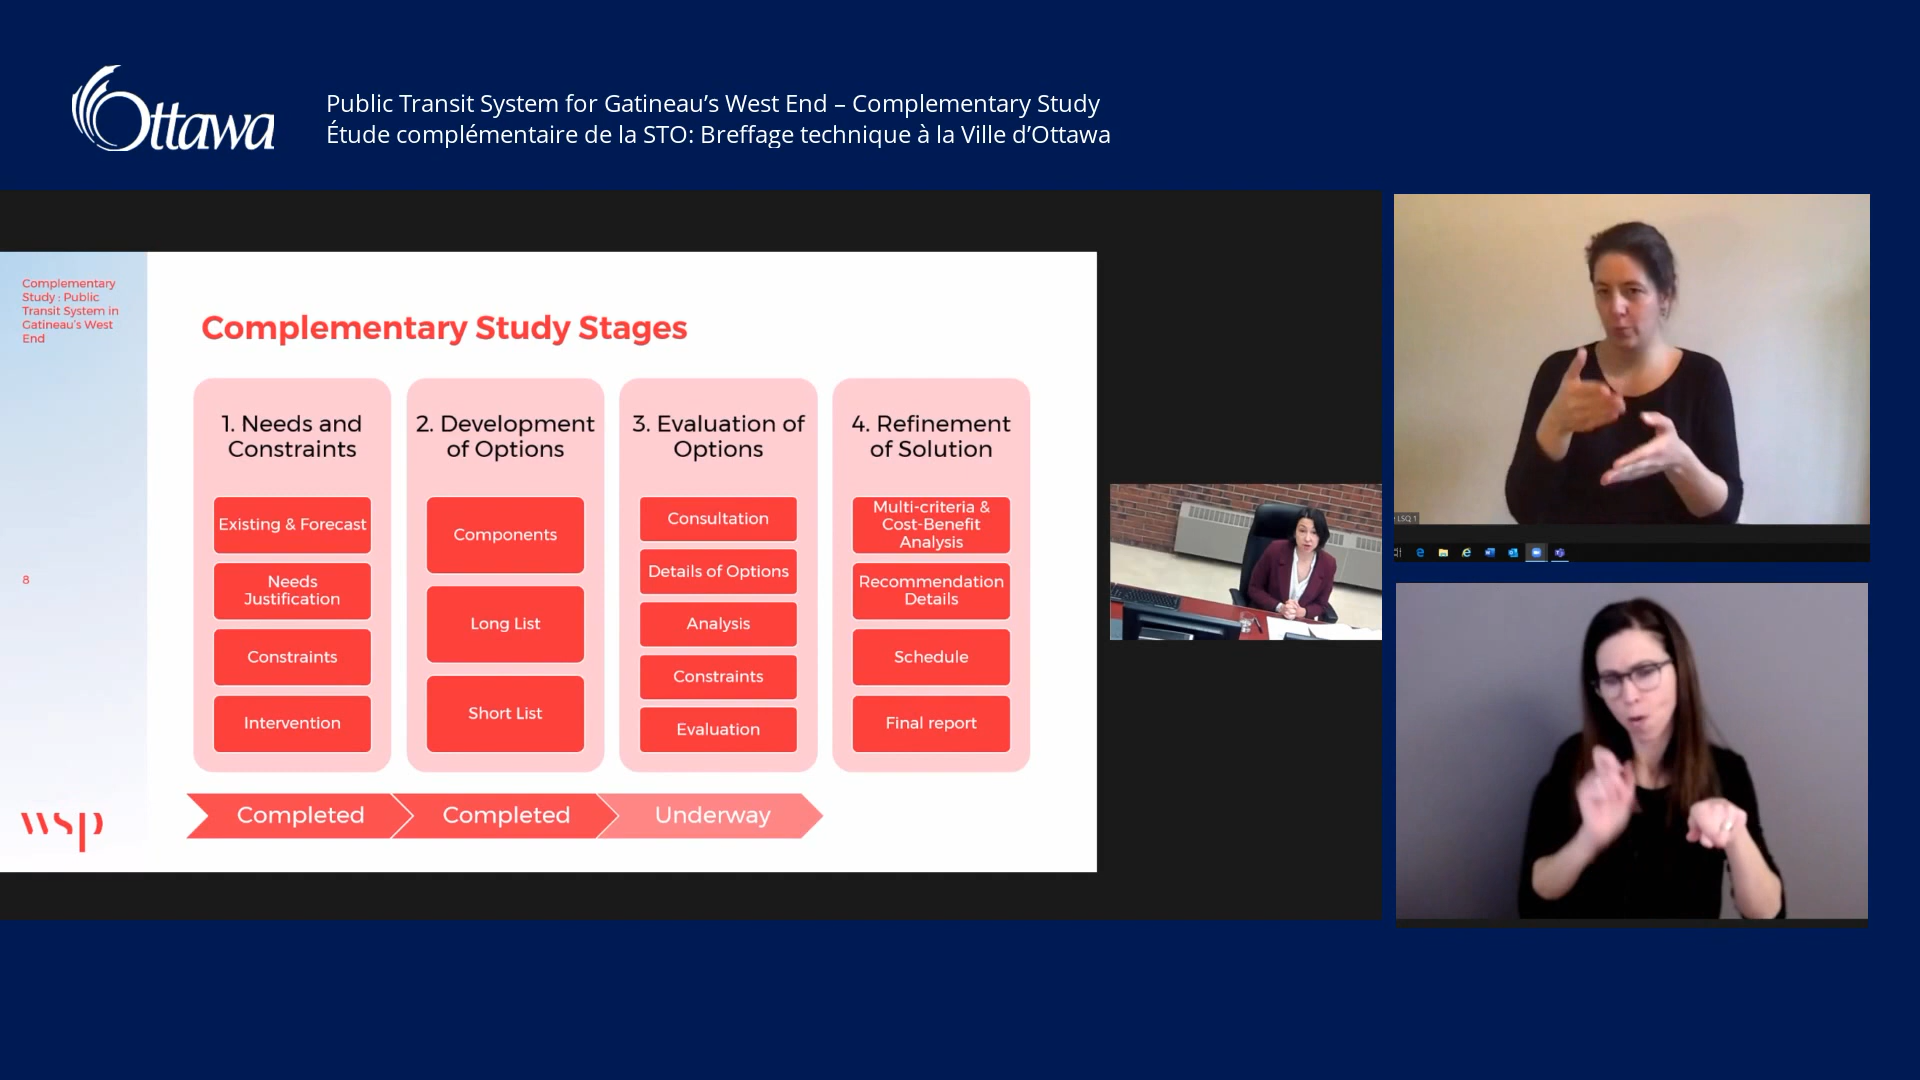 Ottawa
Public Transit System for Gatineau’s West End – Complementary Study
Étude complémentaire de la STO: Breffage technique à la Ville d’Ottawa
Complementary
Study : Public
Transit System in
Gatineau’s West
End
8
wsp
Complementary Study Stages
1. Needs and
Constraints
Existing & Forecast
Needs
Justification
Constraints
Intervention
2. Development
of Options
Components
Long List
Short List
3. Evaluation of
Options
Consultation
Details of Options
Analysis
Constraints
Evaluation
4. Refinement
of Solution
Multi-criteria &
Cost-Benefit
Analysis
Recommendation
Details
Schedule
Final report
Completed
Completed
Underway
LSQ 1